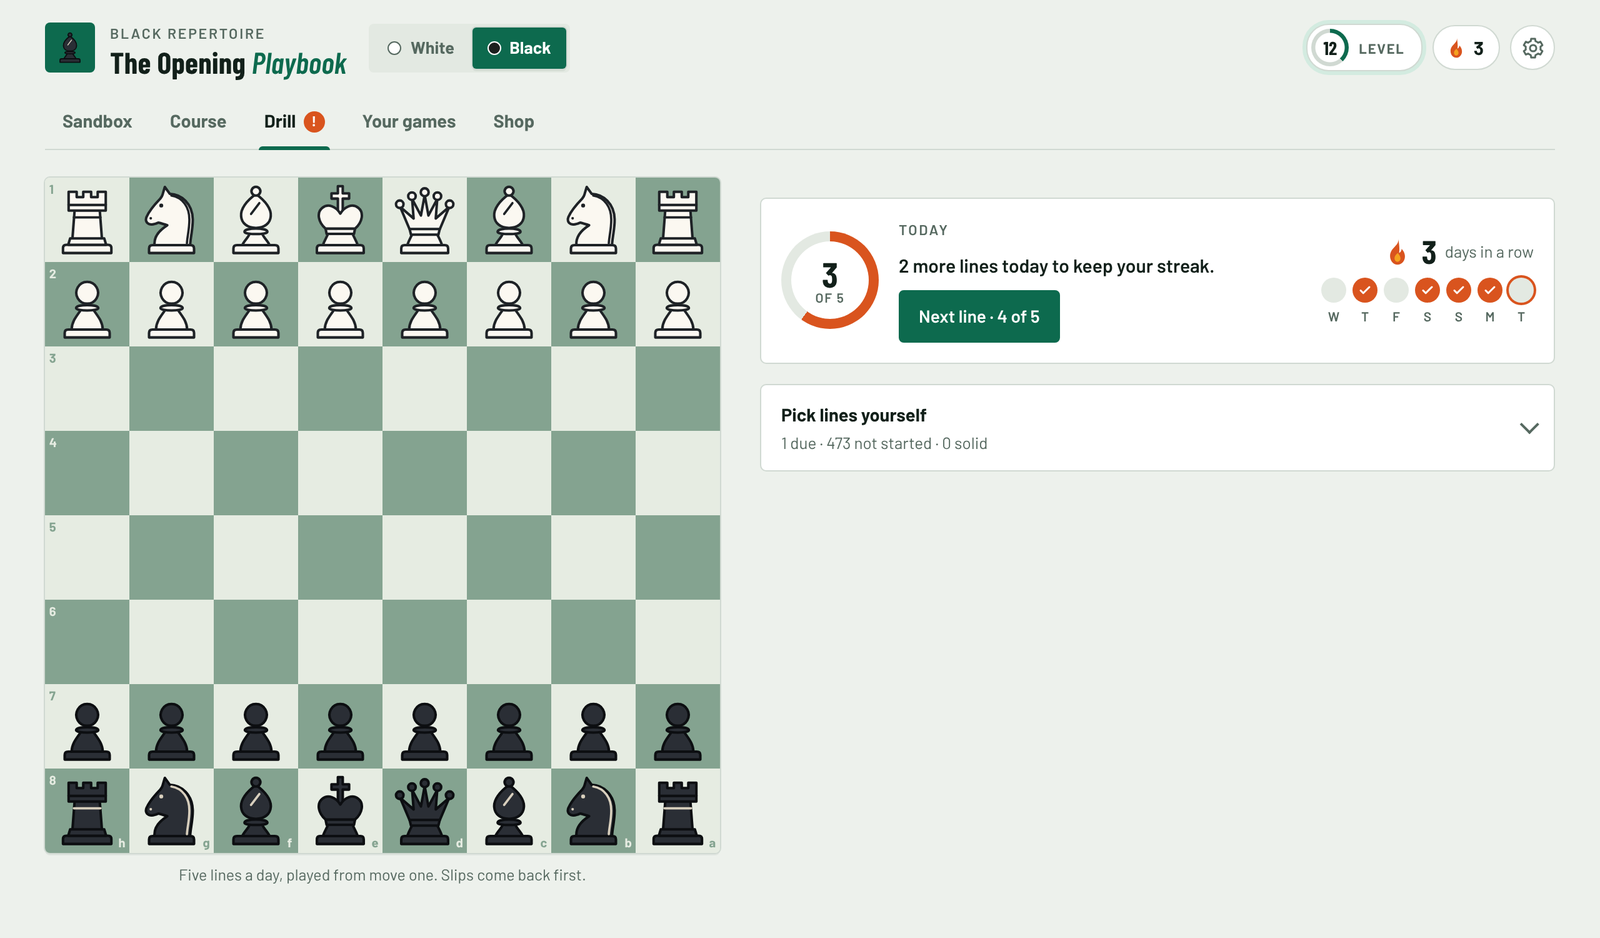 BLACK REPERTOIRE
The Opening Playbook
White
Black
12 LEVEL
3
Sandbox
Course
Drill !
Your games
Shop
1
2
3
4
5
6
7
8
h g f e d c b a
Five lines a day, played from move one. Slips come back first.
3
OF 5
TODAY
2 more lines today to keep your streak.
Next line · 4 of 5
3 days in a row
W T F S S M T
Pick lines yourself
1 due · 473 not started · 0 solid